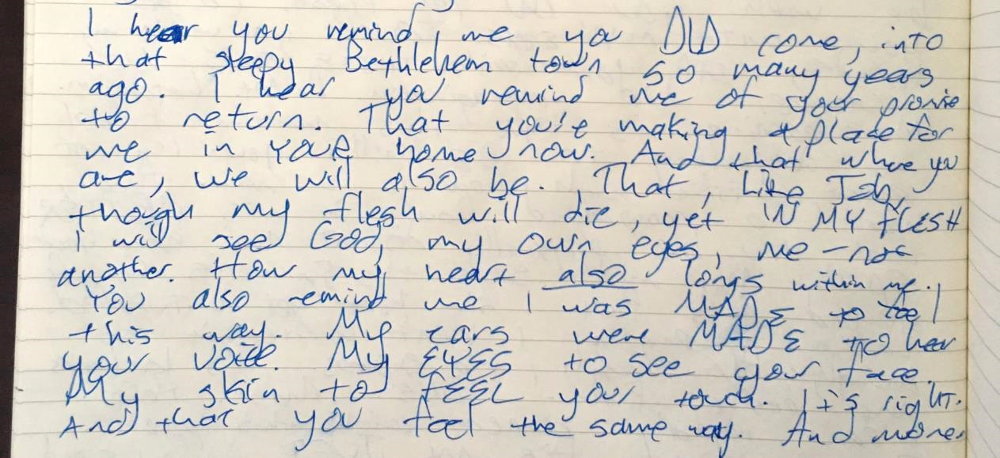 I hear you remind me you DID come, into
that sleepy Bethlehem town so many years
ago. I hear you remind me of your promise
to return. That you're making a place for
me in YOUR home now. And that where you
are, we will also be. That, like Job,
though my flesh will die, yet IN MY FLESH
I will see God, my own eyes, me – not
another. How my heart also longs within me.
You also remind me I was MADE to feel
this way. My ears were MADE to hear
your voice. My EYES to see your face.
My skin to FEEL your touch. It's right.
And that you feel the same way. And more.